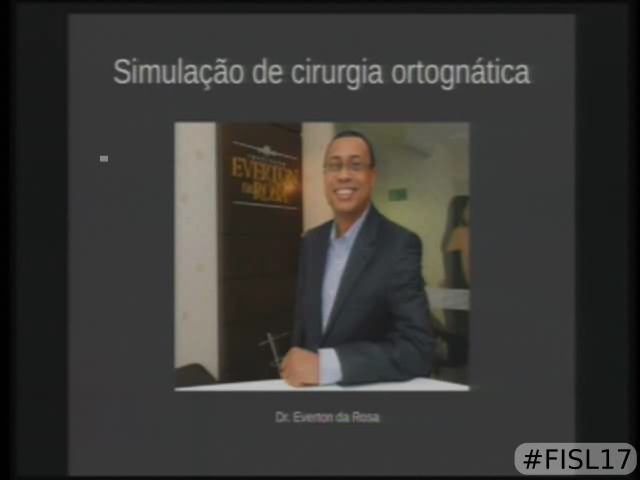 Simulação de cirurgia ortognática
EVERTON
DA ROSA
Dr. Everton da Rosa
#FISL17